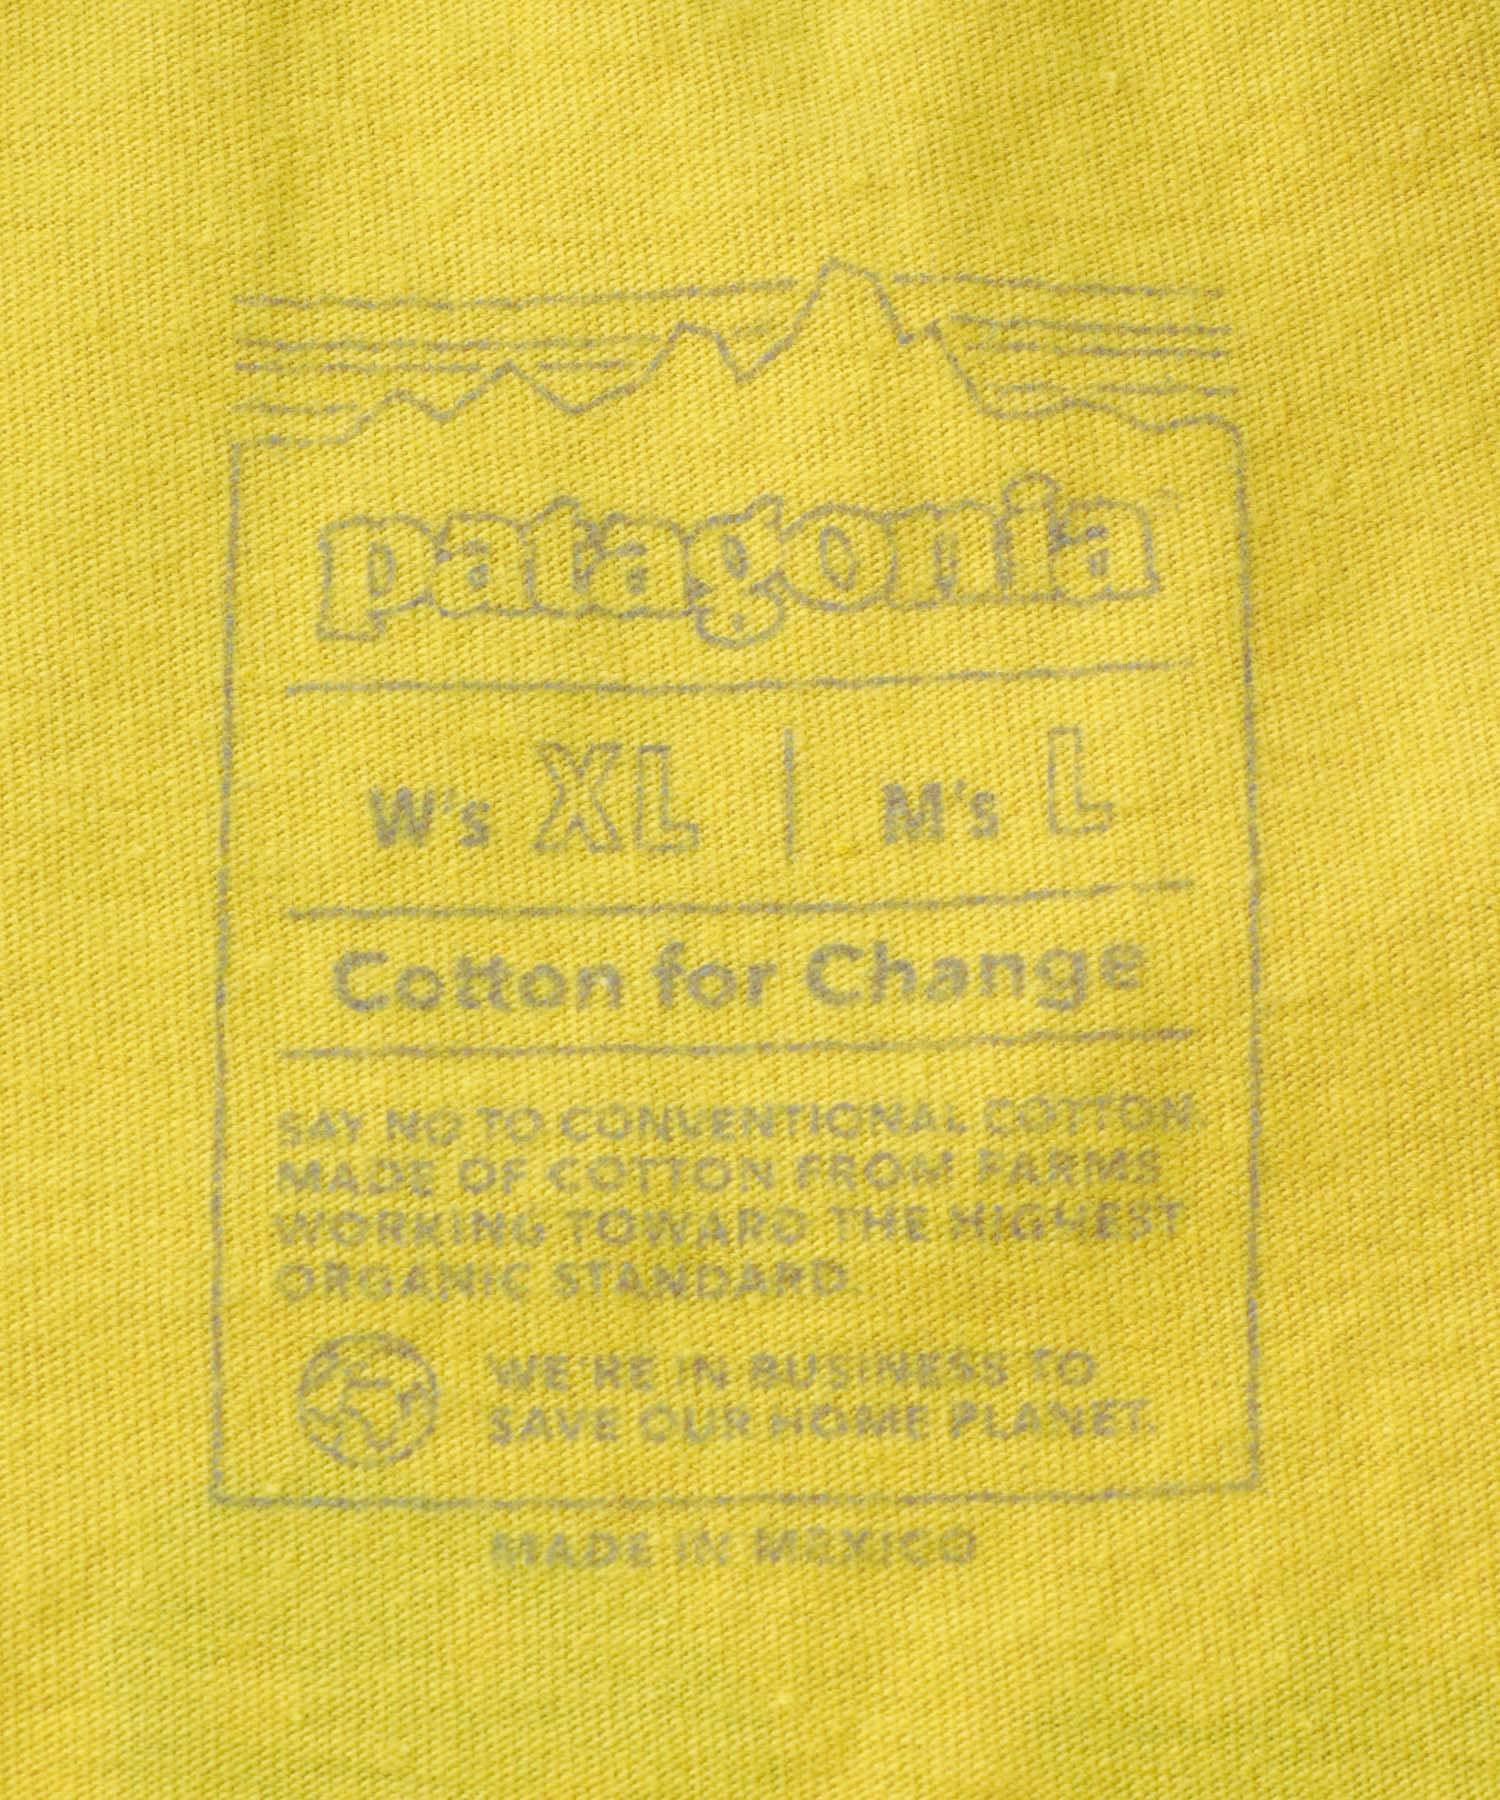 patagonia
W's XL | M's L
Cotton for Change
SAY NO TO CONVENTIONAL COTTON.
MADE OF COTTON FROM FARMS
WORKING TOWARD THE HIGHEST
ORGANIC STANDARD.
WE'RE IN BUSINESS TO
SAVE OUR HOME PLANET.
MADE IN MEXICO